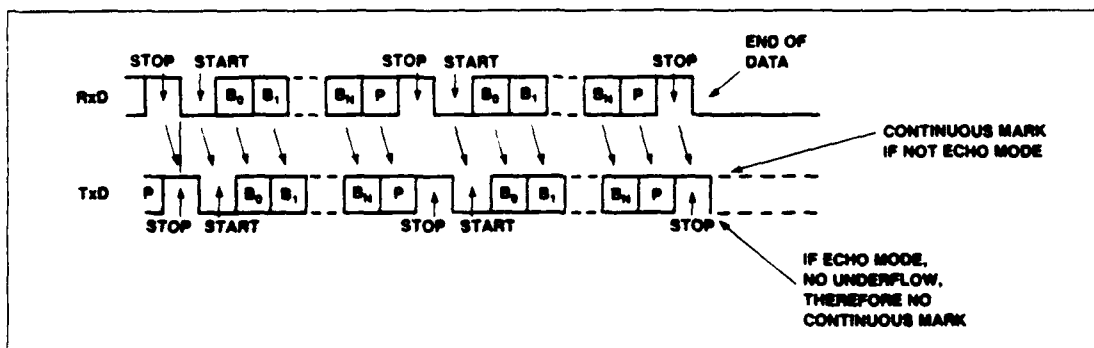 END OF
DATA
STOP START STOP START STOP
RxD B0 B1 BN P B0 B1 BN P
CONTINUOUS MARK
IF NOT ECHO MODE
TxD P B0 B1 BN P B0 B1 BN P
STOP START STOP START STOP
IF ECHO MODE,
NO UNDERFLOW,
THEREFORE NO
CONTINUOUS MARK